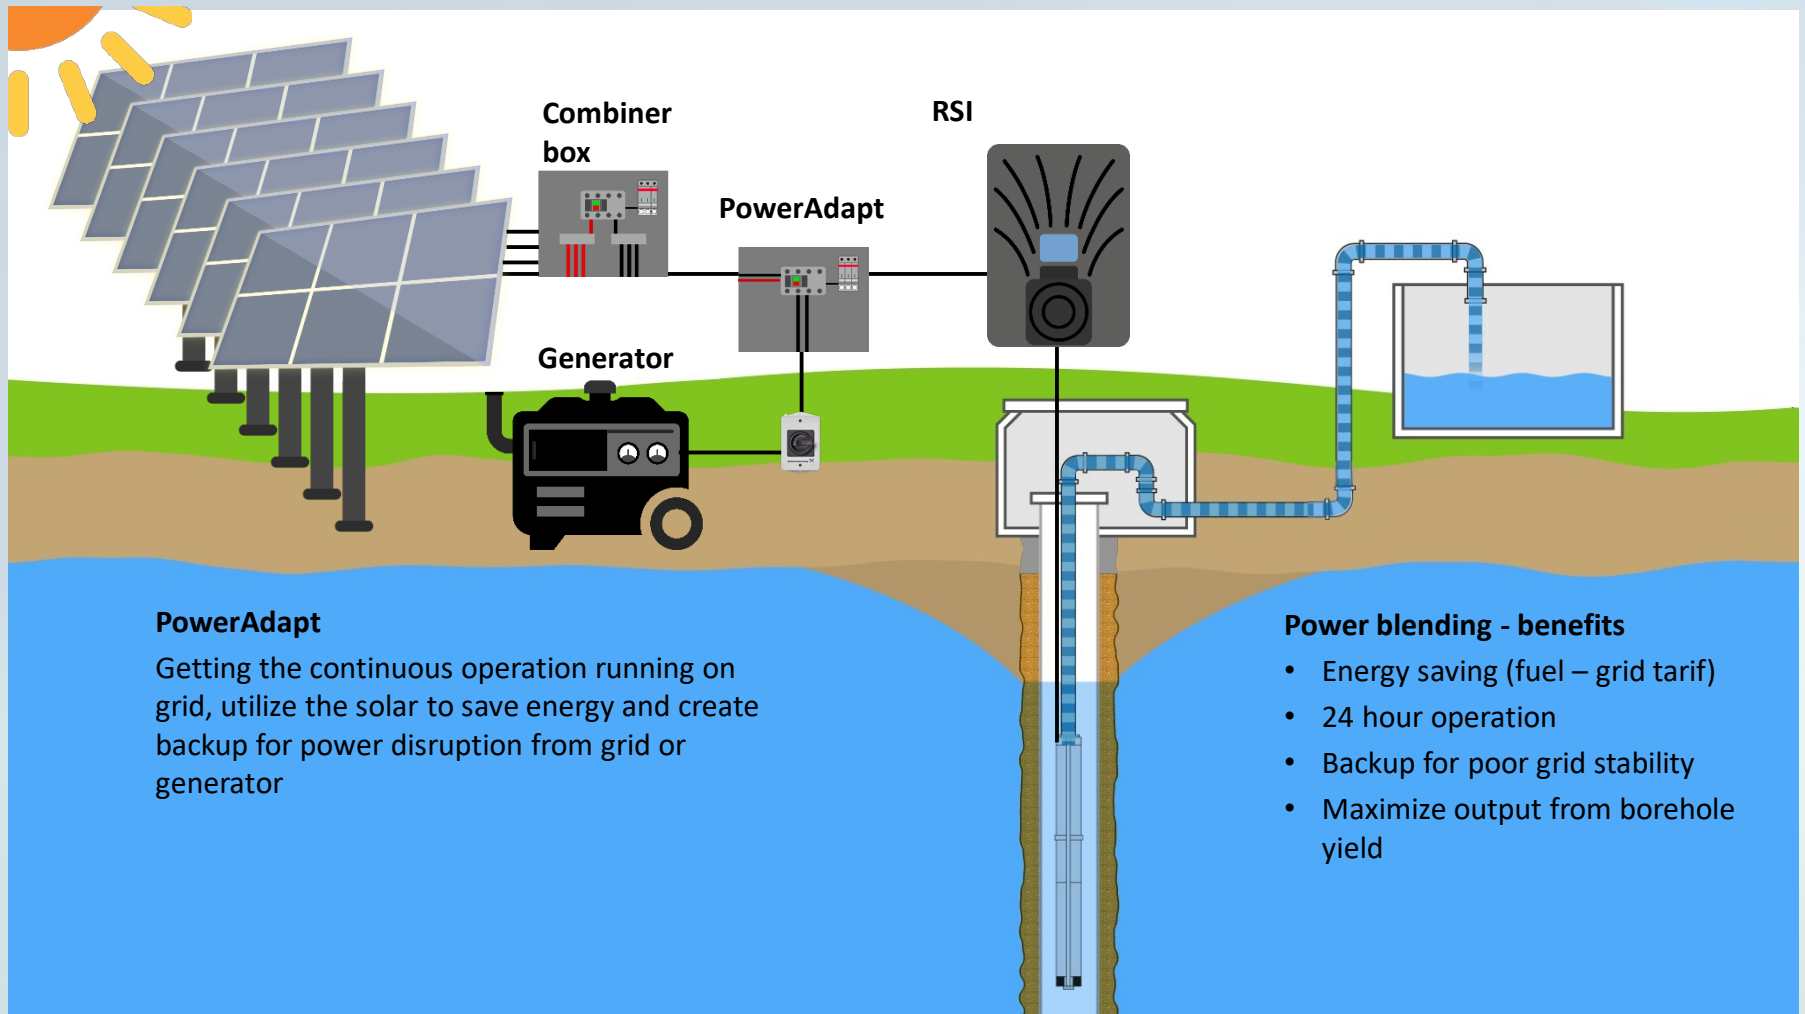 Combiner
box
RSI
PowerAdapt
Generator
PowerAdapt
Getting the continuous operation running on
grid, utilize the solar to save energy and create
backup for power disruption from grid or
generator
Power blending - benefits
• Energy saving (fuel – grid tarif)
• 24 hour operation
• Backup for poor grid stability
• Maximize output from borehole
yield